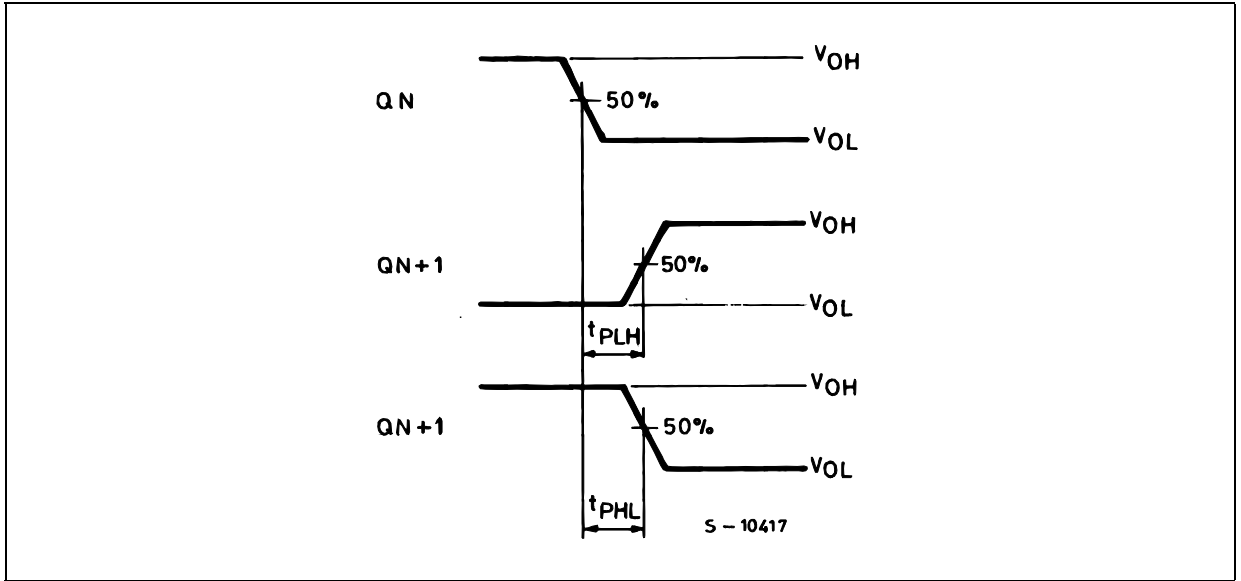 VOH
QN
50%
VOL
VOH
QN+1
50%
VOL
tPLH
VOH
QN+1
50%
VOL
tPHL
S-10417